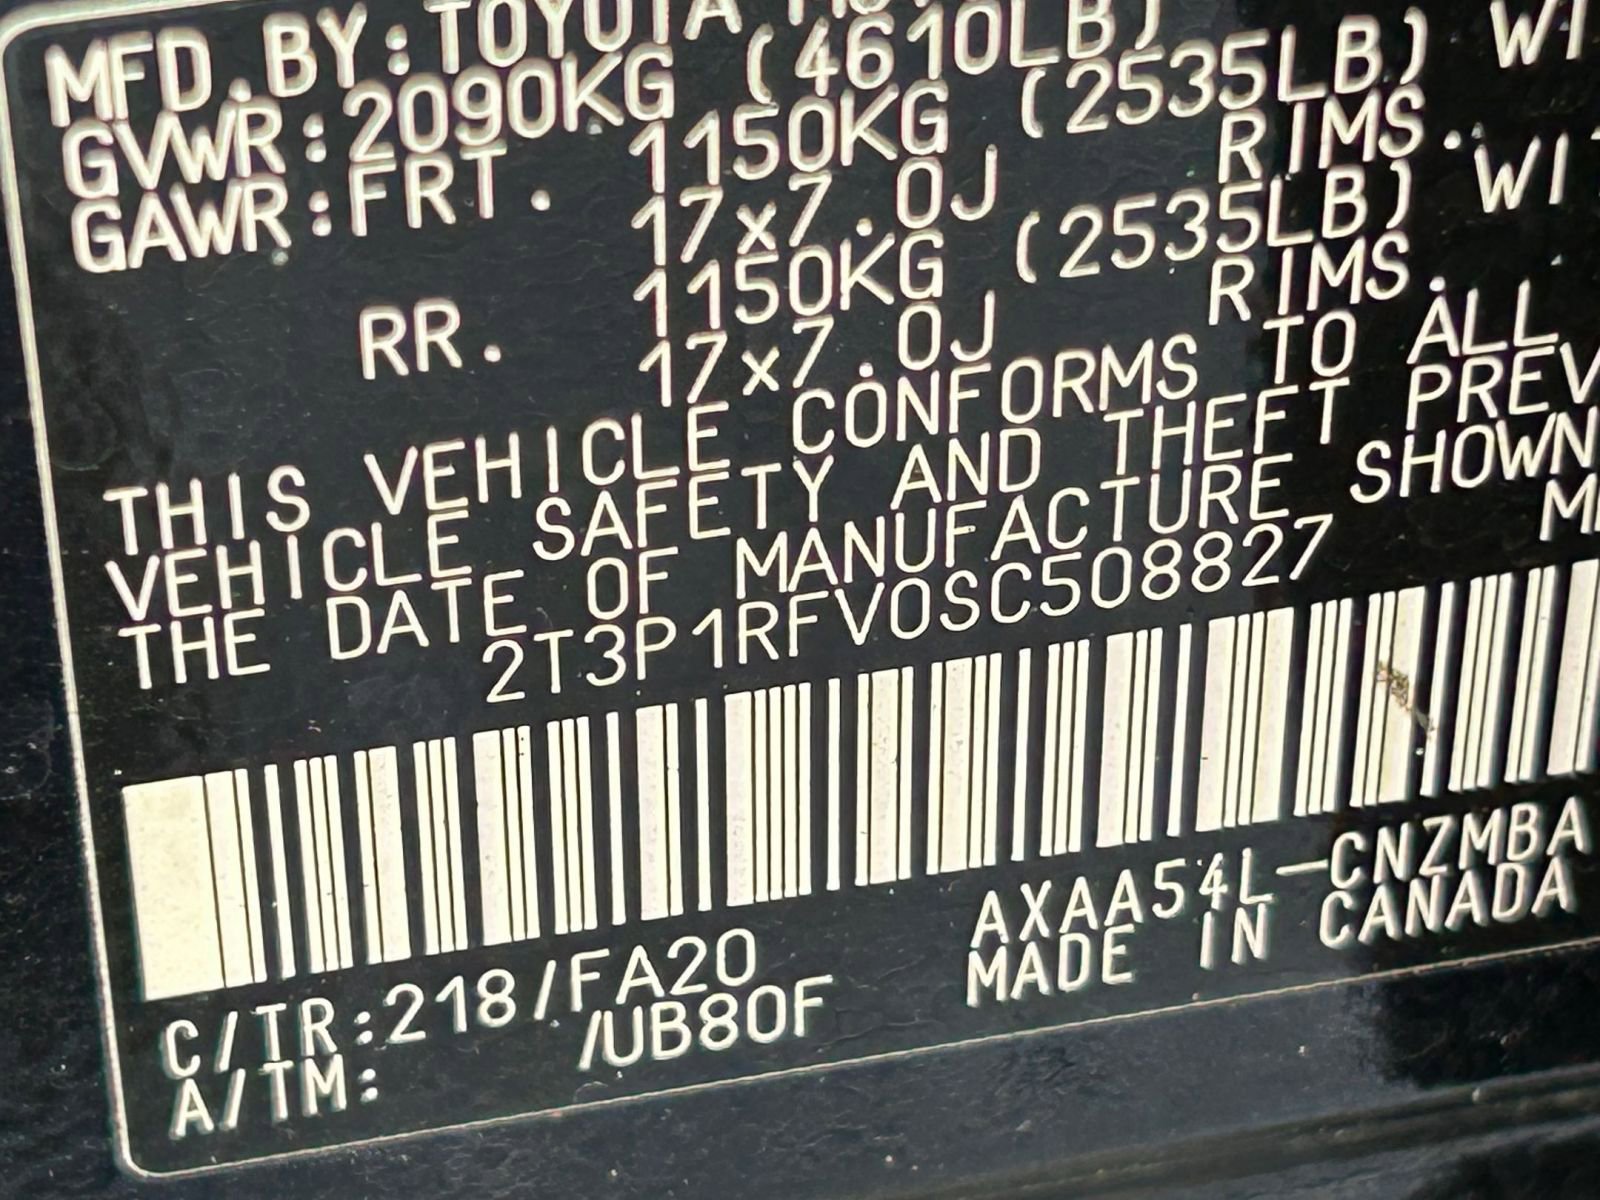 MFD.BY:TOYOTA
GVWR:2090KG (4610LB)
GAWR:FRT. 1150KG (2535LB) WI
17x7.0J RIMS.
RR. 1150KG (2535LB) WI
17x7.0J RIMS.
THIS VEHICLE CONFORMS TO ALL
VEHICLE SAFETY AND THEFT PREV
THE DATE OF MANUFACTURE SHOWN
2T3P1RFV0SC508827
C/TR:218/FA20 AXAA54L-CNZMBA
A/TM: /UB80F MADE IN CANADA